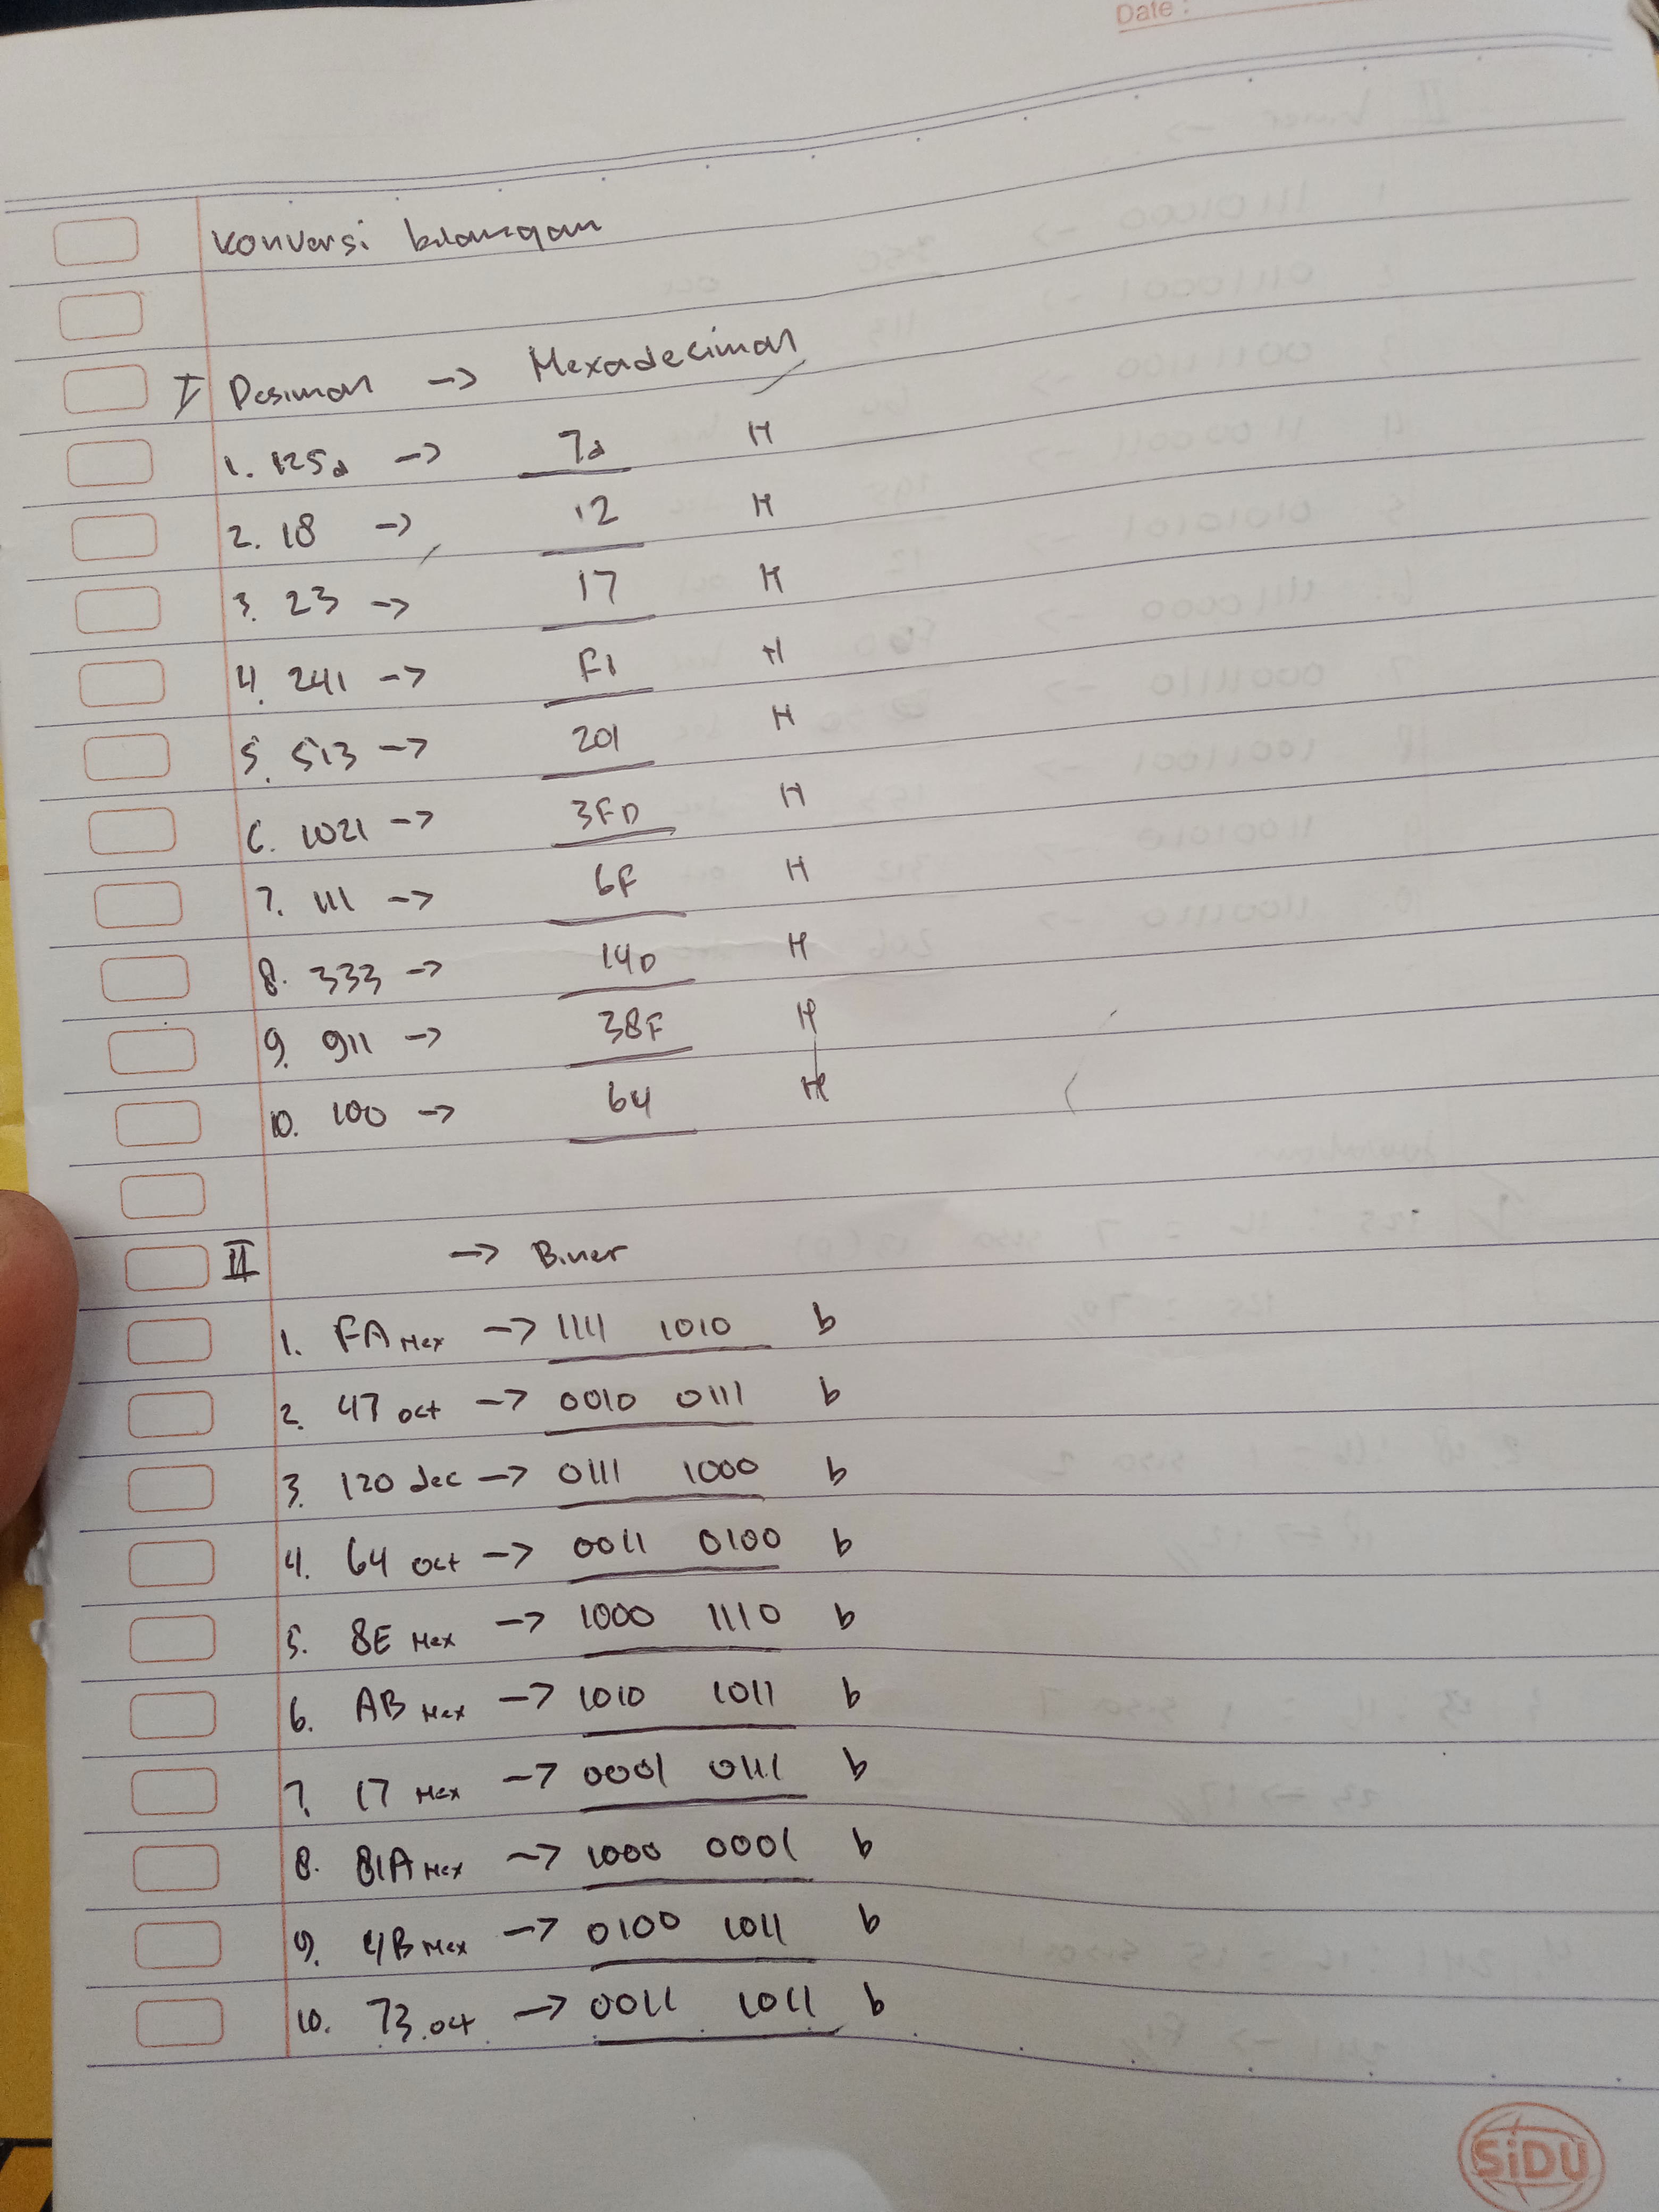 Date :
Konversi bilangan
I Desimal -> Hexadecimal
1. 125d -> 7d H
2. 18 -> 12 H
3. 23 -> 17 H
4. 241 -> F1 H
5. 513 -> 201 H
6. 1021 -> 3FD H
7. 111 -> 6F H
8. 333 -> 14D H
9. 911 -> 38F H
10. 100 -> 64 H
II -> Biner
1. FA Hex -> 1111 1010 b
2. 47 oct -> 0010 0111 b
3. 120 dec -> 0111 1000 b
4. 64 oct -> 0011 0100 b
5. 8E Hex -> 1000 1110 b
6. AB Hex -> 1010 1011 b
7. 17 Hex -> 0001 0111 b
8. 81A Hex -> 1000 0001 b
9. 4B Hex -> 0100 1011 b
10. 73 oct -> 0011 1011 b
SiDU